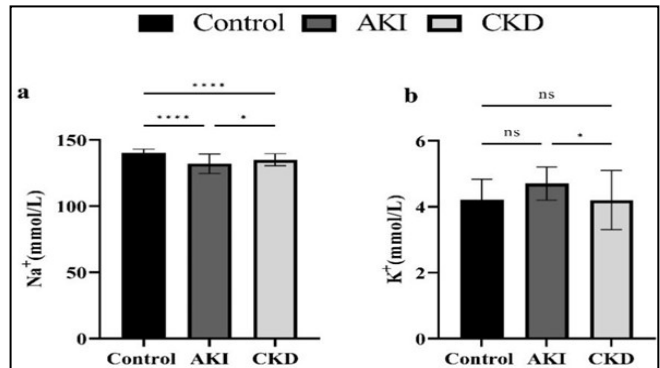 Control AKI CKD
a
****
**** *
150
100
50
0
Na+(mmol/L)
Control AKI CKD
b
ns
ns *
6
4
2
0
K+(mmol/L)
Control AKI CKD